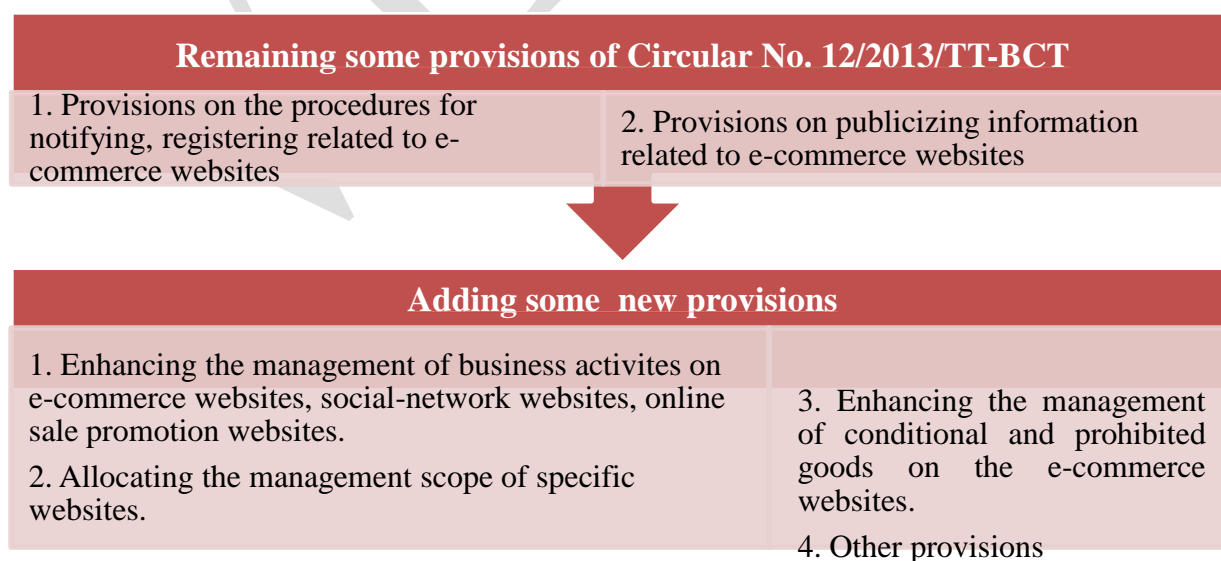 Remaining some provisions of Circular No. 12/2013/TT-BCT
1. Provisions on the procedures for
notifying, registering related to e-
commerce websites
2. Provisions on publicizing information
related to e-commerce websites
Adding some new provisions
1. Enhancing the management of business activites on
e-commerce websites, social-network websites, online
sale promotion websites.
2. Allocating the management scope of specific
websites.
3. Enhancing the management
of conditional and prohibited
goods on the e-commerce
websites.
4. Other provisions